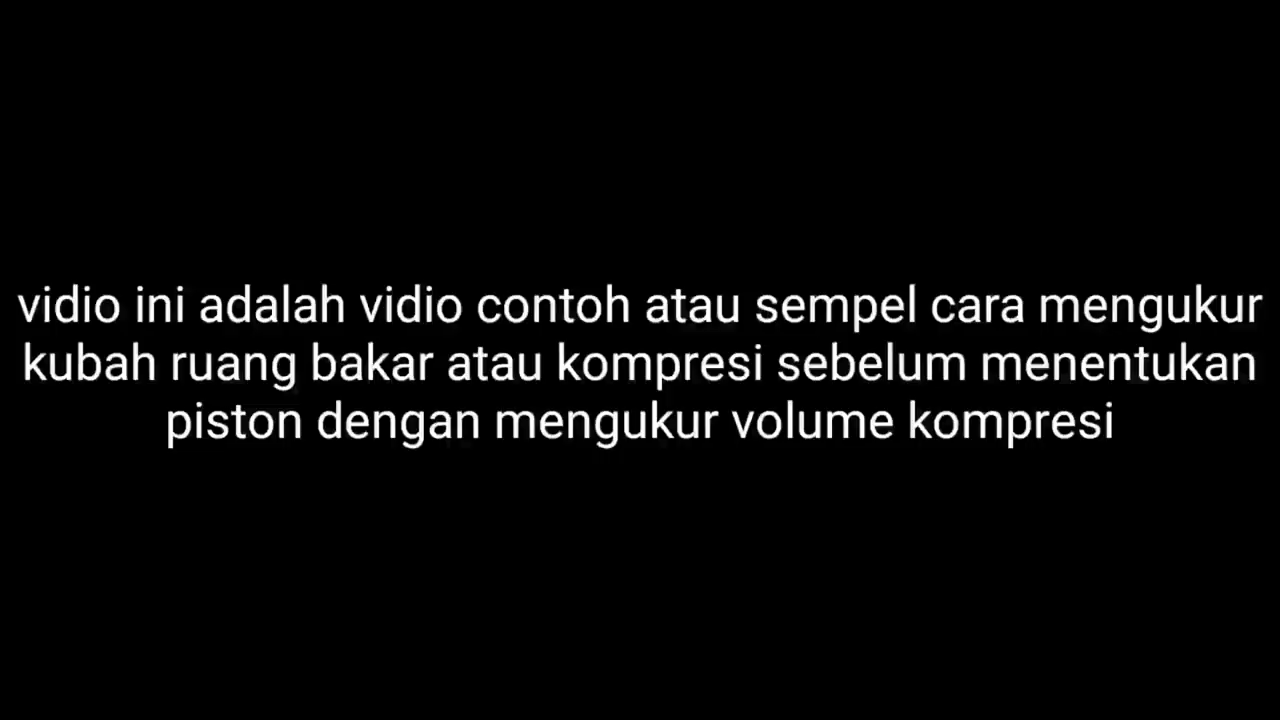 vidio ini adalah vidio contoh atau sempel cara mengukur
kubah ruang bakar atau kompresi sebelum menentukan
piston dengan mengukur volume kompresi